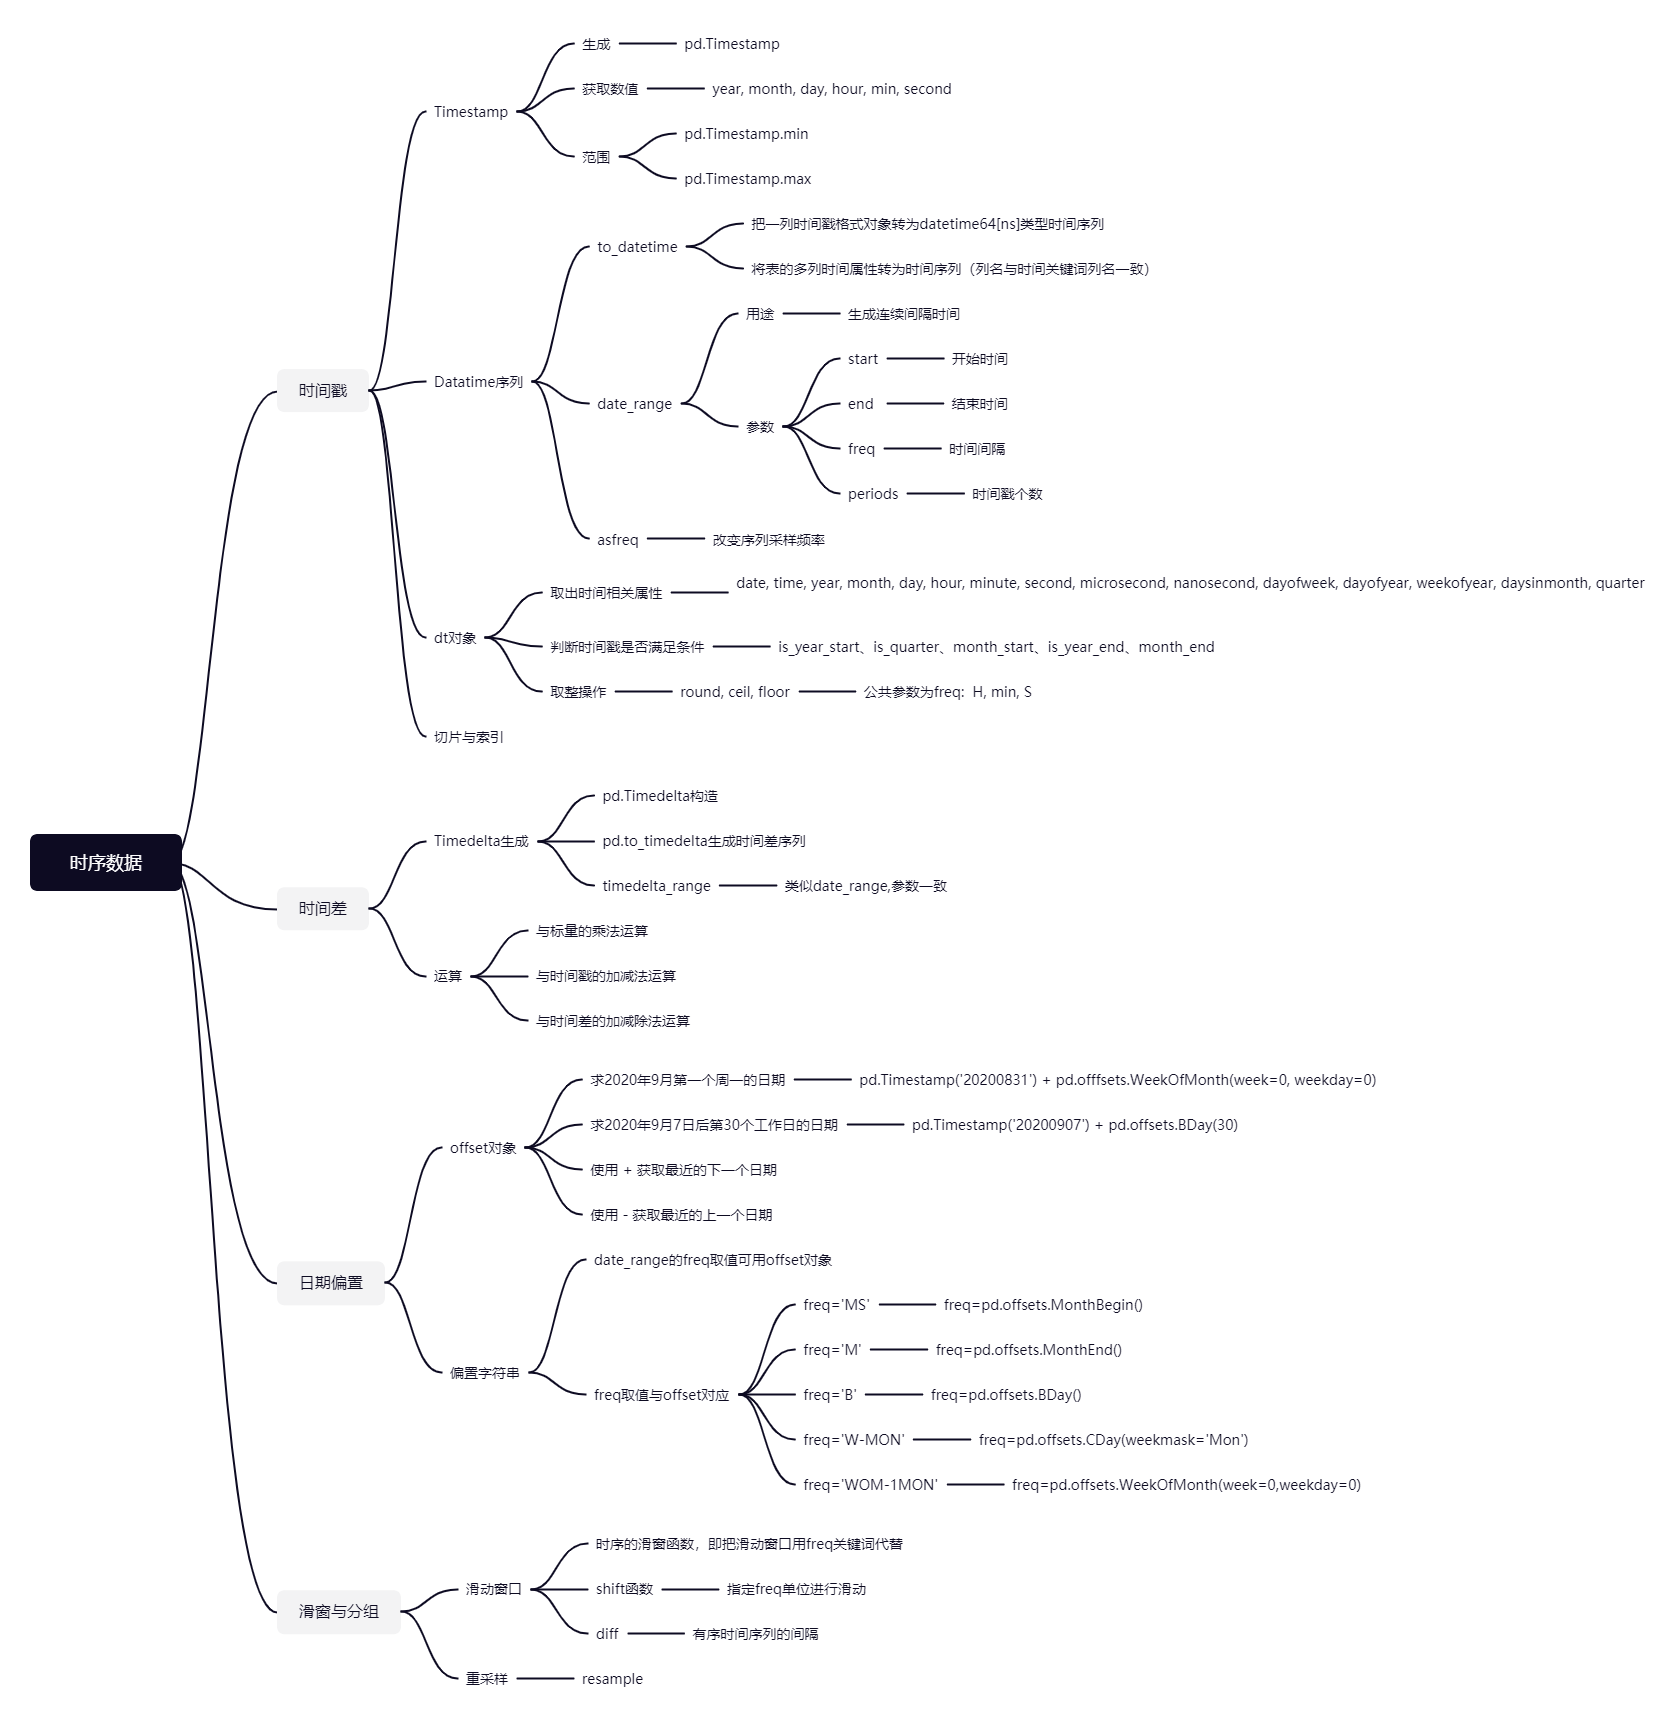 时序数据
时间戳
Timestamp
生成
pd.Timestamp
获取数值
year, month, day, hour, min, second
范围
pd.Timestamp.min
pd.Timestamp.max
Datatime序列
to_datetime
把一列时间戳格式对象转为datetime64[ns]类型时间序列
将表的多列时间属性转为时间序列（列名与时间关键词列名一致）
date_range
用途
生成连续间隔时间
参数
start
开始时间
end
结束时间
freq
时间间隔
periods
时间戳个数
asfreq
改变序列采样频率
dt对象
取出时间相关属性
date, time, year, month, day, hour, minute, second, microsecond, nanosecond, dayofweek, dayofyear, weekofyear, daysinmonth, quarter
判断时间戳是否满足条件
is_year_start、is_quarter、month_start、is_year_end、month_end
取整操作
round, ceil, floor
公共参数为freq: H, min, S
切片与索引
时间差
Timedelta生成
pd.Timedelta构造
pd.to_timedelta生成时间差序列
timedelta_range
类似date_range,参数一致
运算
与标量的乘法运算
与时间戳的加减法运算
与时间差的加减除法运算
日期偏置
offset对象
求2020年9月第一个周一的日期
pd.Timestamp('20200831') + pd.offfsets.WeekOfMonth(week=0, weekday=0)
求2020年9月7日后第30个工作日的日期
pd.Timestamp('20200907') + pd.offsets.BDay(30)
使用 + 获取最近的下一个日期
使用 - 获取最近的上一个日期
偏置字符串
date_range的freq取值可用offset对象
freq取值与offset对应
freq='MS'
freq=pd.offsets.MonthBegin()
freq='M'
freq=pd.offsets.MonthEnd()
freq='B'
freq=pd.offsets.BDay()
freq='W-MON'
freq=pd.offsets.CDay(weekmask='Mon')
freq='WOM-1MON'
freq=pd.offsets.WeekOfMonth(week=0,weekday=0)
滑窗与分组
滑动窗口
时序的滑窗函数，即把滑动窗口用freq关键词代替
shift函数
指定freq单位进行滑动
diff
有序时间序列的间隔
重采样
resample